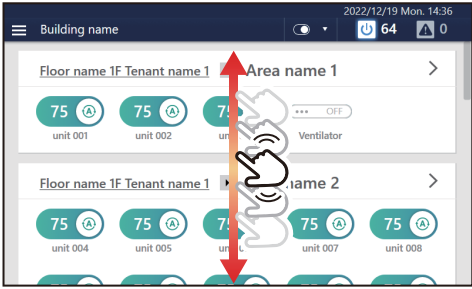 2022/12/19 Mon. 14:36
Building name 64 0
Floor name 1F Tenant name 1 Area name 1
75 A 75 A 75 OFF
unit 001 unit 002 Ventilator
Floor name 1F Tenant name 1 name 2
75 A 75 A 75 75 A 75 A
unit 004 unit 005 unit 007 unit 008